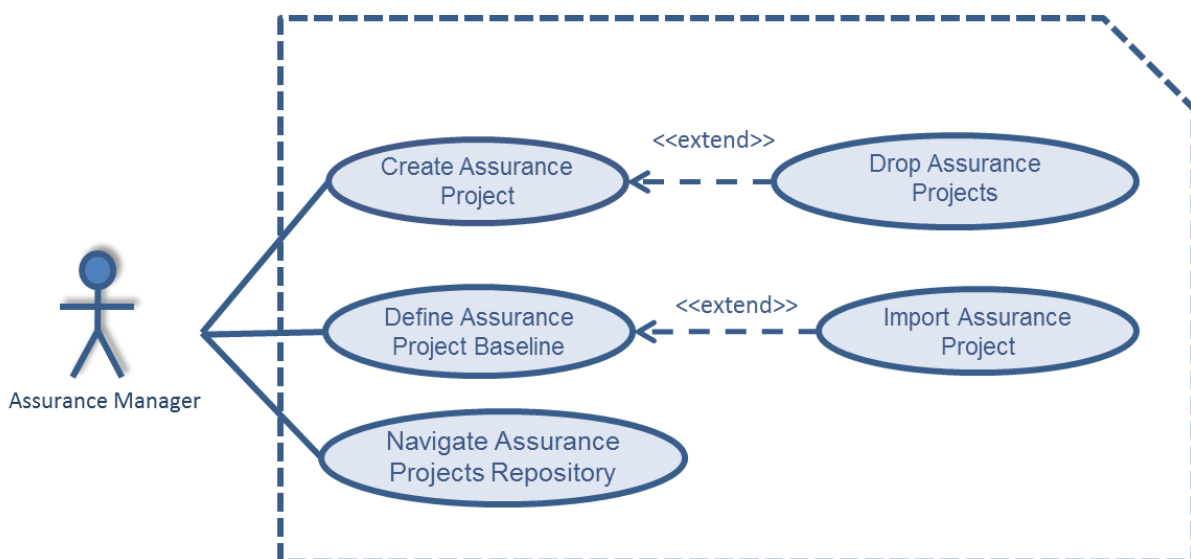 <<extend>>
Create Assurance
Project
Drop Assurance
Projects
<<extend>>
Define Assurance
Project Baseline
Import Assurance
Project
Assurance Manager
Navigate Assurance
Projects Repository